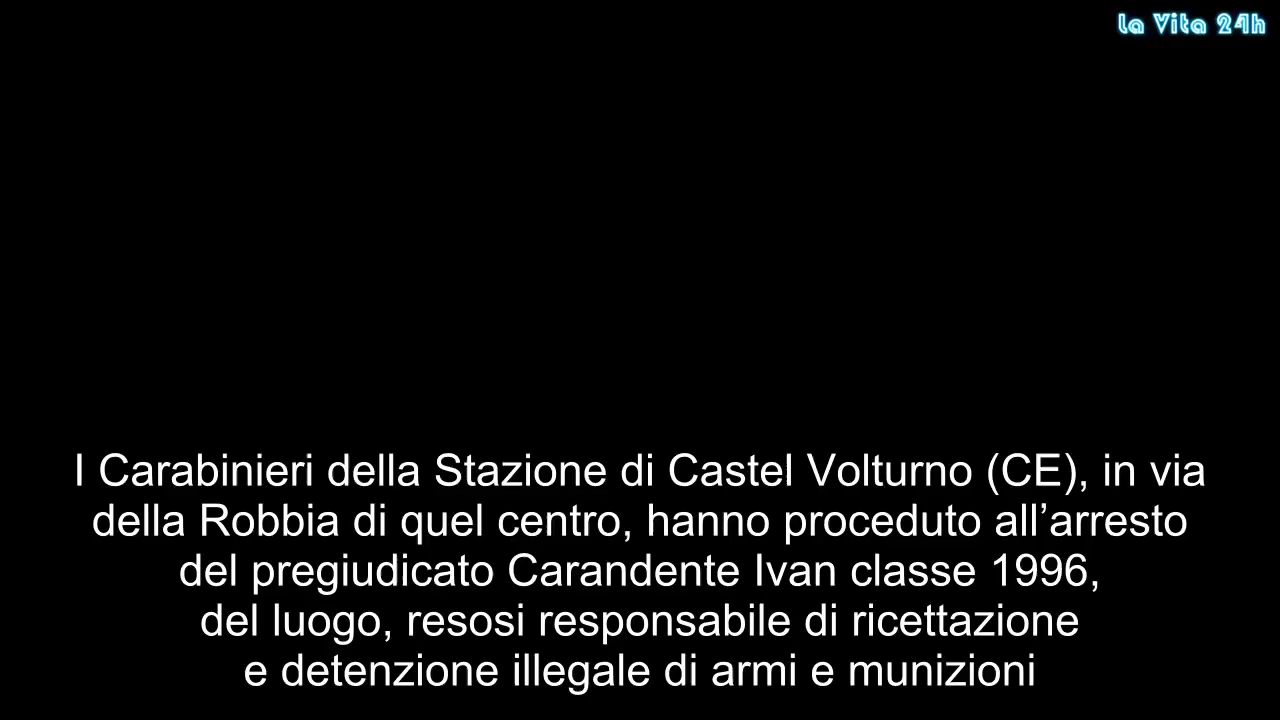 La Vita 24h
I Carabinieri della Stazione di Castel Volturno (CE), in via
della Robbia di quel centro, hanno proceduto all’arresto
del pregiudicato Carandente Ivan classe 1996,
del luogo, resosi responsabile di ricettazione
e detenzione illegale di armi e munizioni